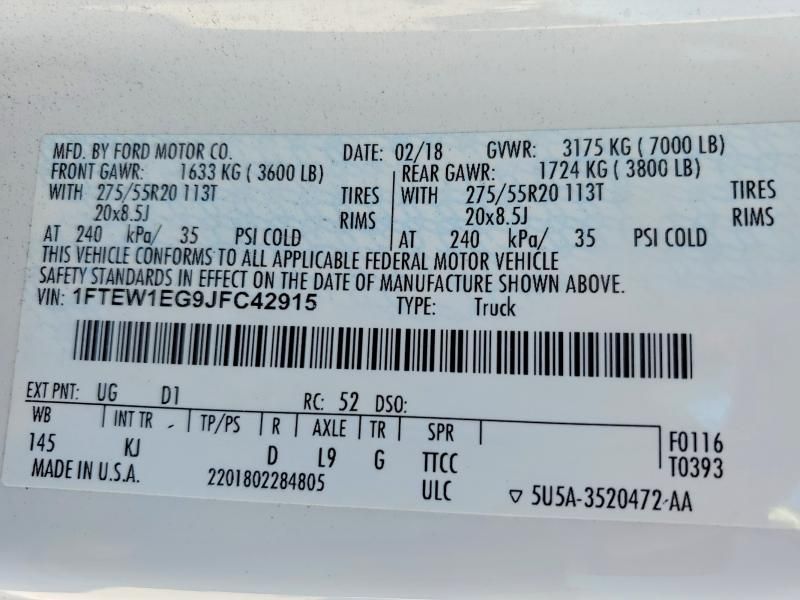 MFD. BY FORD MOTOR CO. DATE: 02/18 GVWR: 3175 KG ( 7000 LB)
FRONT GAWR: 1633 KG ( 3600 LB) REAR GAWR: 1724 KG ( 3800 LB)
WITH 275/55R20 113T TIRES WITH 275/55R20 113T TIRES
20x8.5J RIMS 20x8.5J RIMS
AT 240 kPa/ 35 PSI COLD AT 240 kPa/ 35 PSI COLD
THIS VEHICLE CONFORMS TO ALL APPLICABLE FEDERAL MOTOR VEHICLE
SAFETY STANDARDS IN EFFECT ON THE DATE OF MANUFACTURE SHOWN ABOVE.
VIN: 1FTEW1EG9JFC42915 TYPE: Truck
EXT PNT: UG D1 RC: 52 DSO:
WB INT TR TP/PS R AXLE TR SPR F0116
145 KJ D L9 G TTCC T0393
MADE IN U.S.A. 2201802284805 ULC ▽ 5U5A-3520472-AA